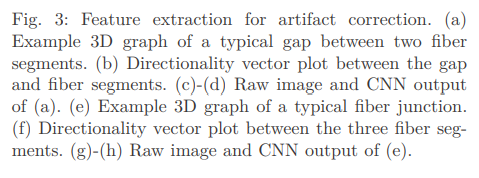 Fig. 3: Feature extraction for artifact correction. (a)
Example 3D graph of a typical gap between two fiber
segments. (b) Directionality vector plot between the gap
and fiber segments. (c)-(d) Raw image and CNN output
of (a). (e) Example 3D graph of a typical fiber junction.
(f) Directionality vector plot between the three fiber seg-
ments. (g)-(h) Raw image and CNN output of (e).